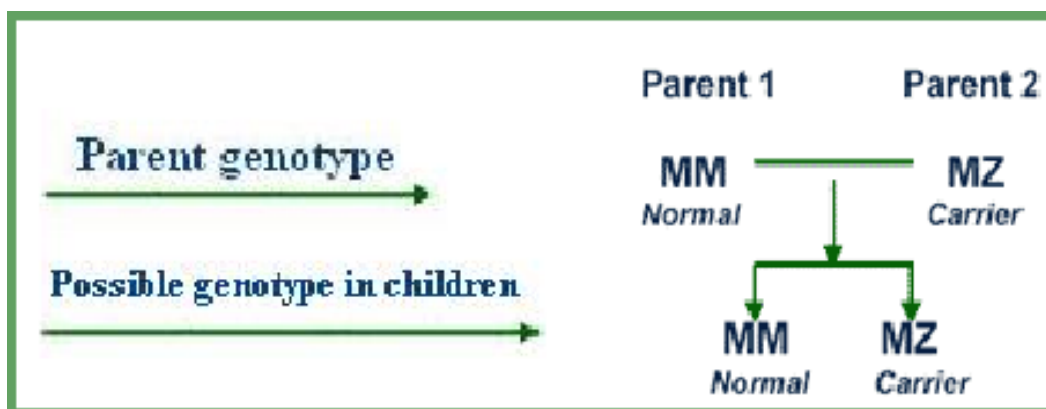 Parent 1 Parent 2
Parent genotype
MM MZ
Normal Carrier
Possible genotype in children
MM MZ
Normal Carrier